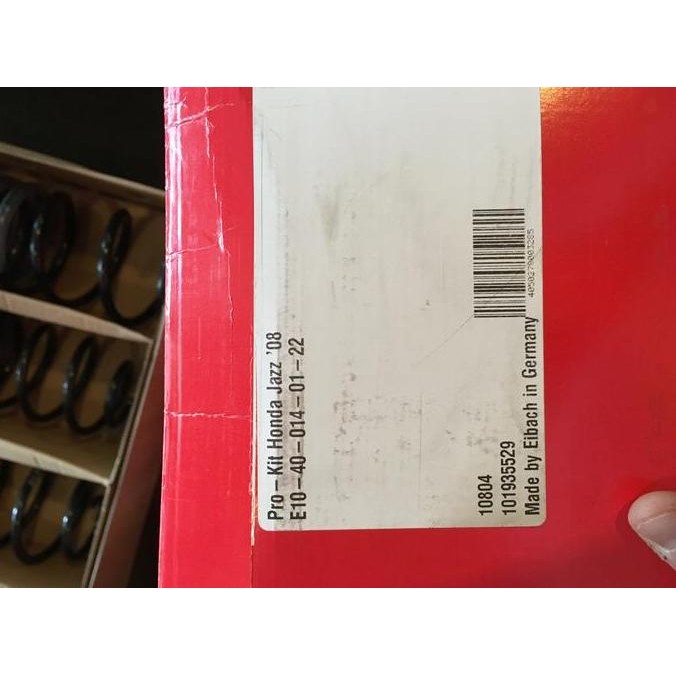 Pro-Kit Honda Jazz '08
E10-40-014-01-22
10804
101935529
Made by Eibach in Germany